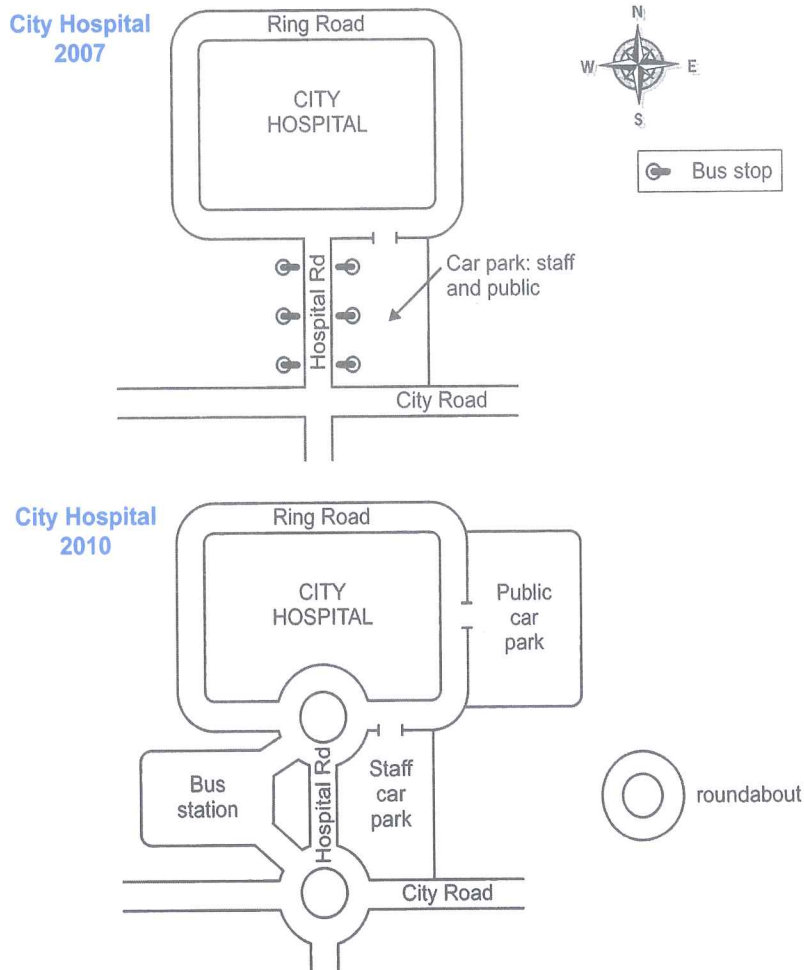 City Hospital
2007
Ring Road
CITY
HOSPITAL
N
W
E
S
Bus stop
Hospital Rd
Car park: staff
and public
City Road
City Hospital
2010
Ring Road
CITY
HOSPITAL
Public
car
park
Bus
station
Hospital Rd
Staff
car
park
roundabout
City Road